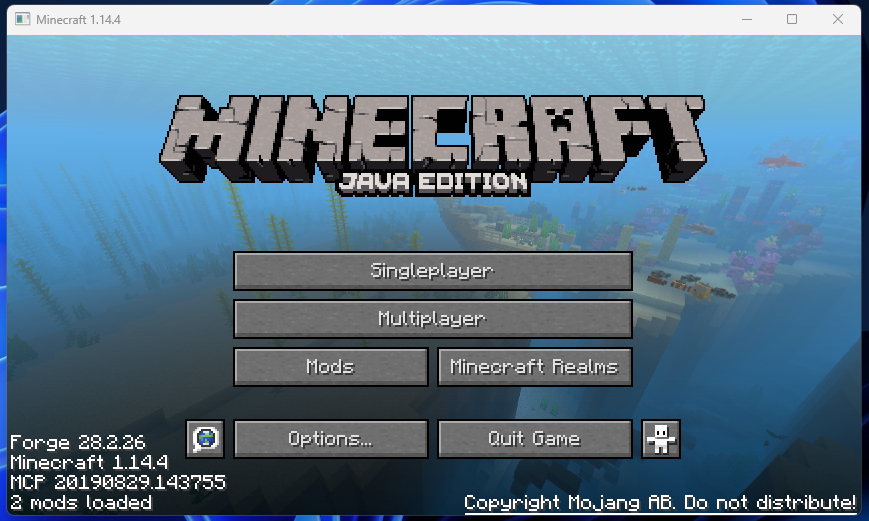 Minecraft 1.14.4
MINECRAFT
JAVA EDITION
Singleplayer
Multiplayer
Mods
Minecraft Realms
Options...
Quit Game
Forge 28.2.26
Minecraft 1.14.4
MCP 20190829.143755
2 mods loaded
Copyright Mojang AB. Do not distribute!